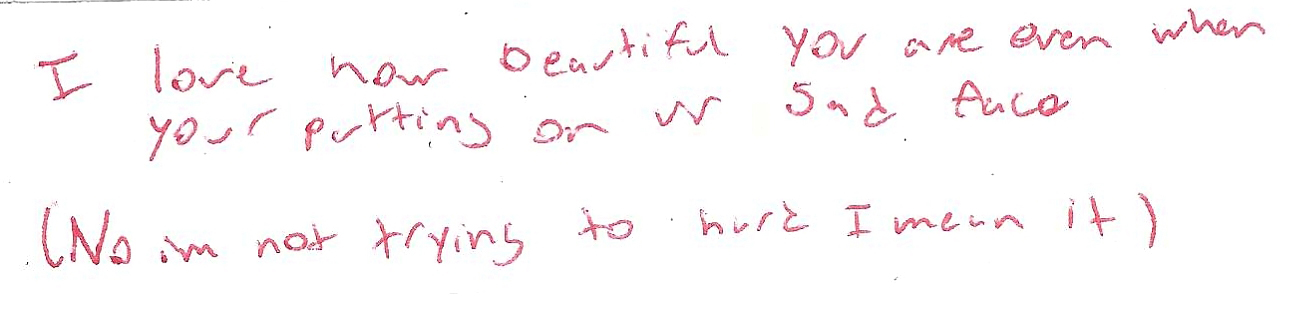 I love how beautiful you are even when
your putting on a sad face
(No im not trying to hurt I mean it)